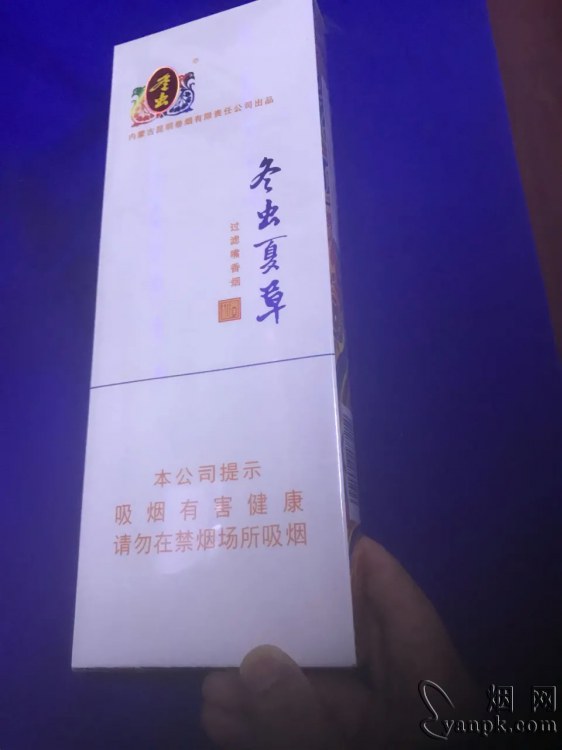 冬虫
®
内蒙古昆明卷烟有限责任公司出品
冬虫夏草
过滤嘴香烟
本公司提示
吸烟有害健康
请勿在禁烟场所吸烟
烟网
yanpk.com